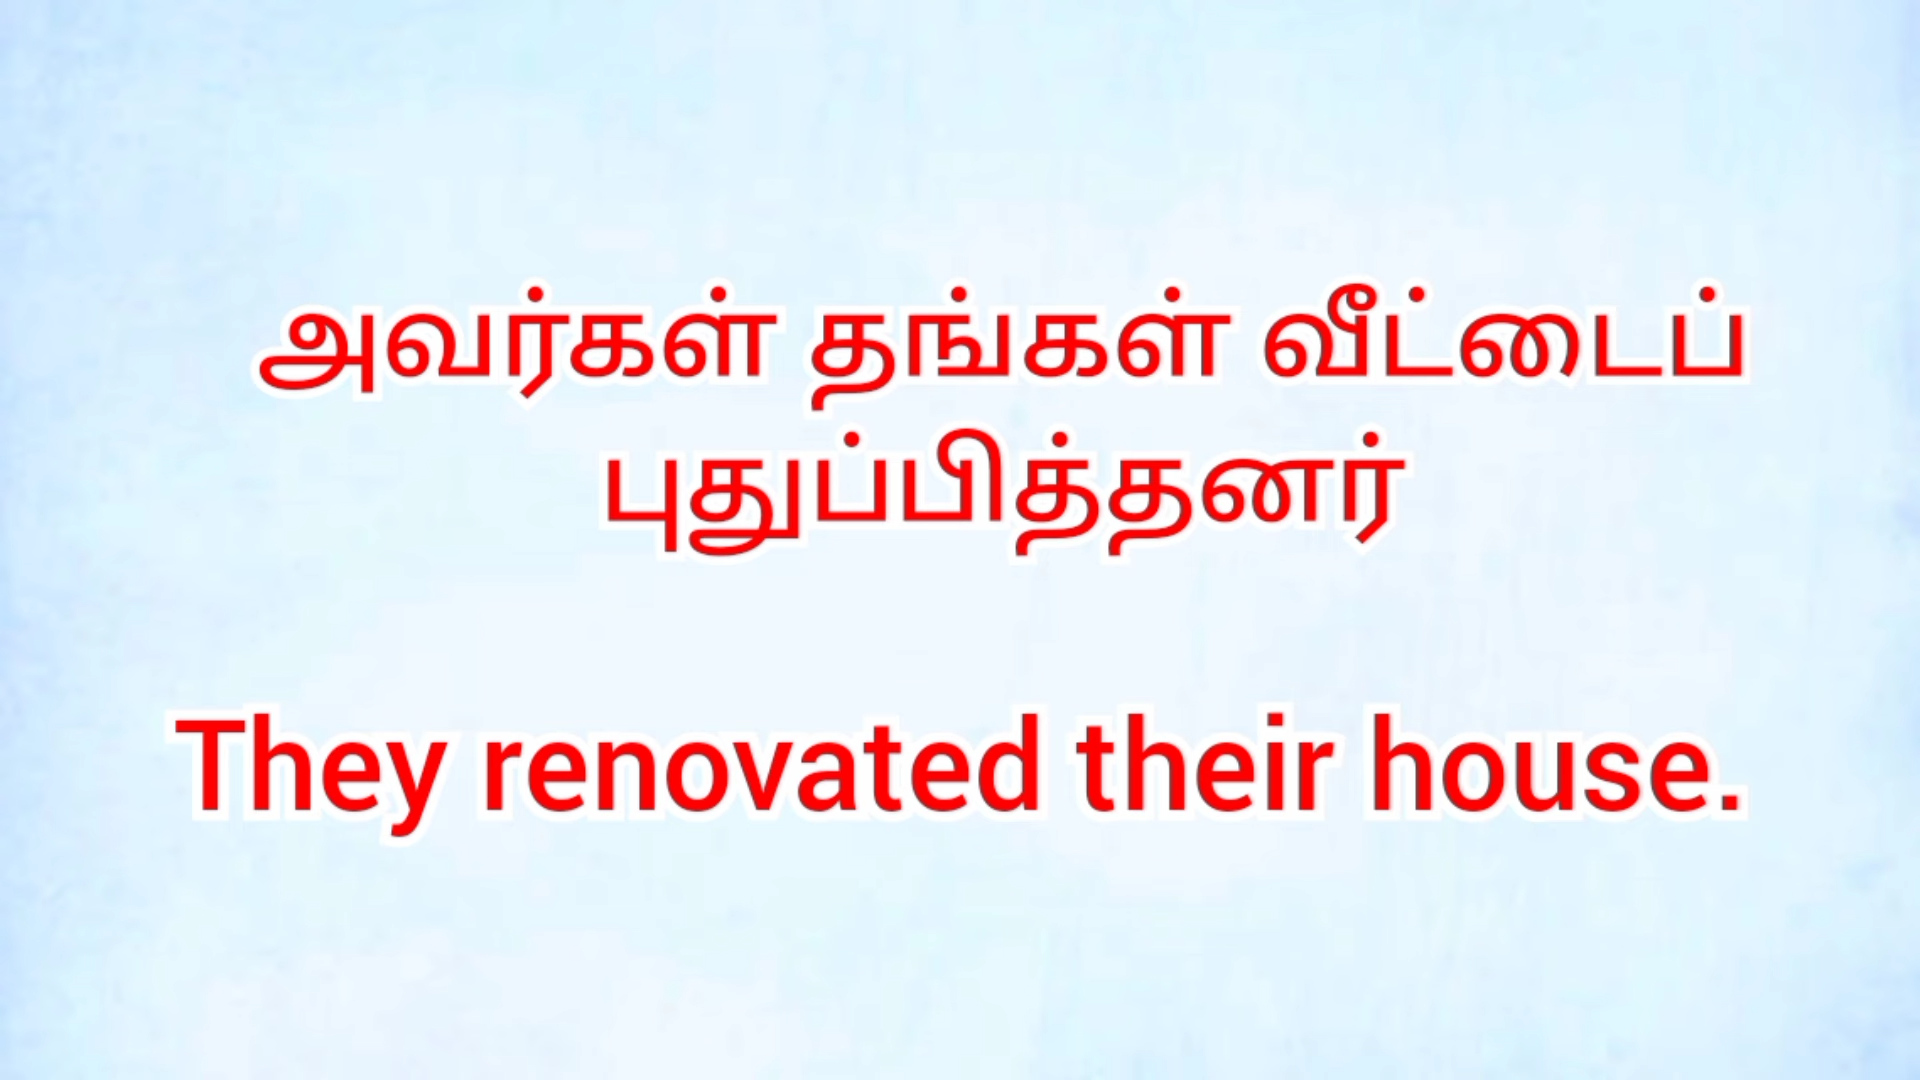 அவர்கள் தங்கள் வீட்டைப்
புதுப்பித்தனர்
They renovated their house.